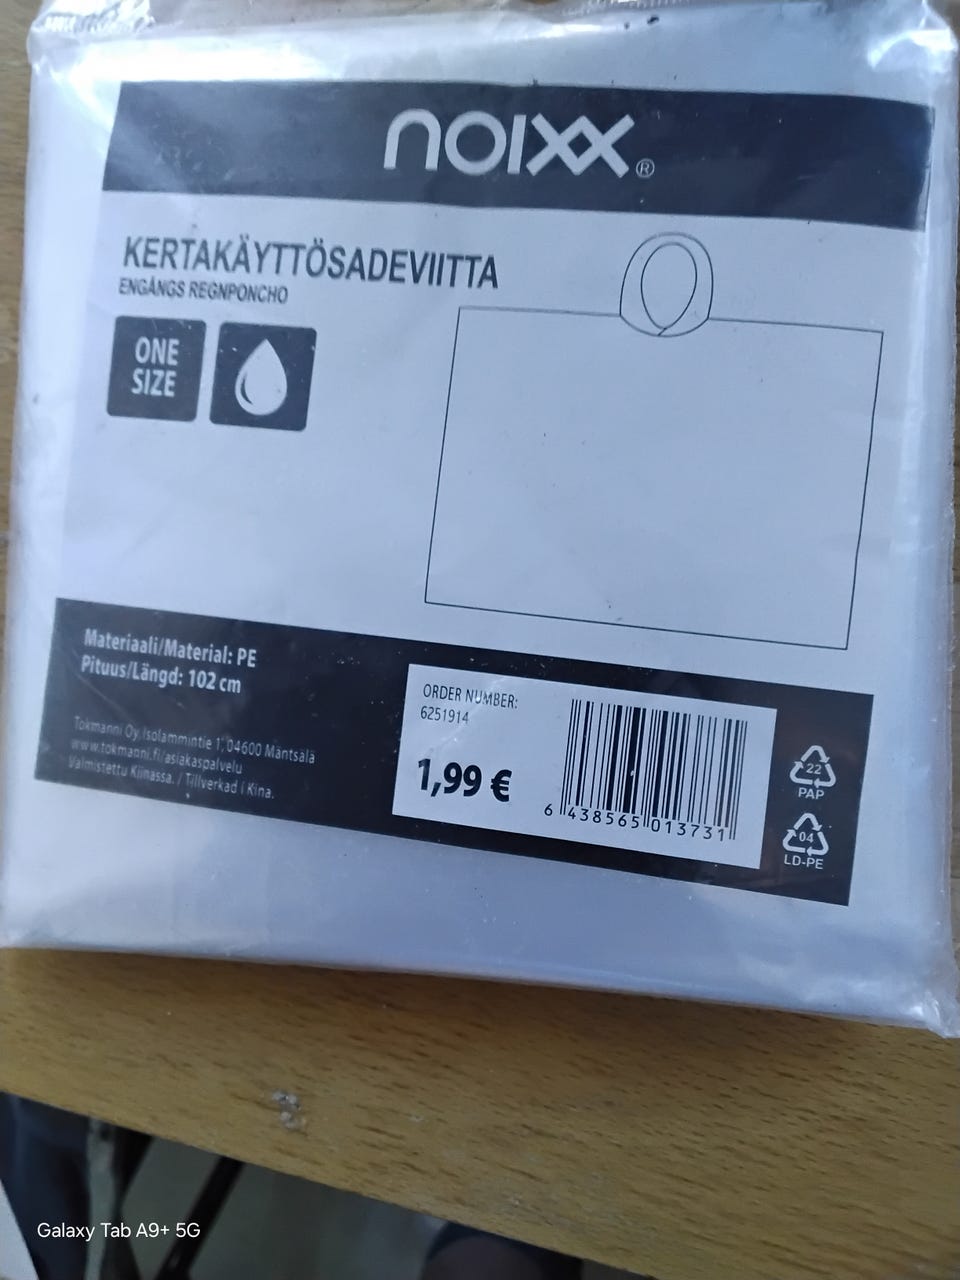 noixx®
KERTAKÄYTTÖSADEVIITTA
ENGÅNGS REGNPONCHO
ONE
SIZE
Materiaali/Material: PE
Pituus/Längd: 102 cm
Tokmanni Oy, Isolammintie 1, 04600 Mäntsälä
www.tokmanni.fi/asiakaspalvelu
Valmistettu Kiinassa. / Tillverkad i Kina.
ORDER NUMBER:
6251914
1,99 €
6 438565 013731
22
PAP
04
LD-PE
Galaxy Tab A9+ 5G